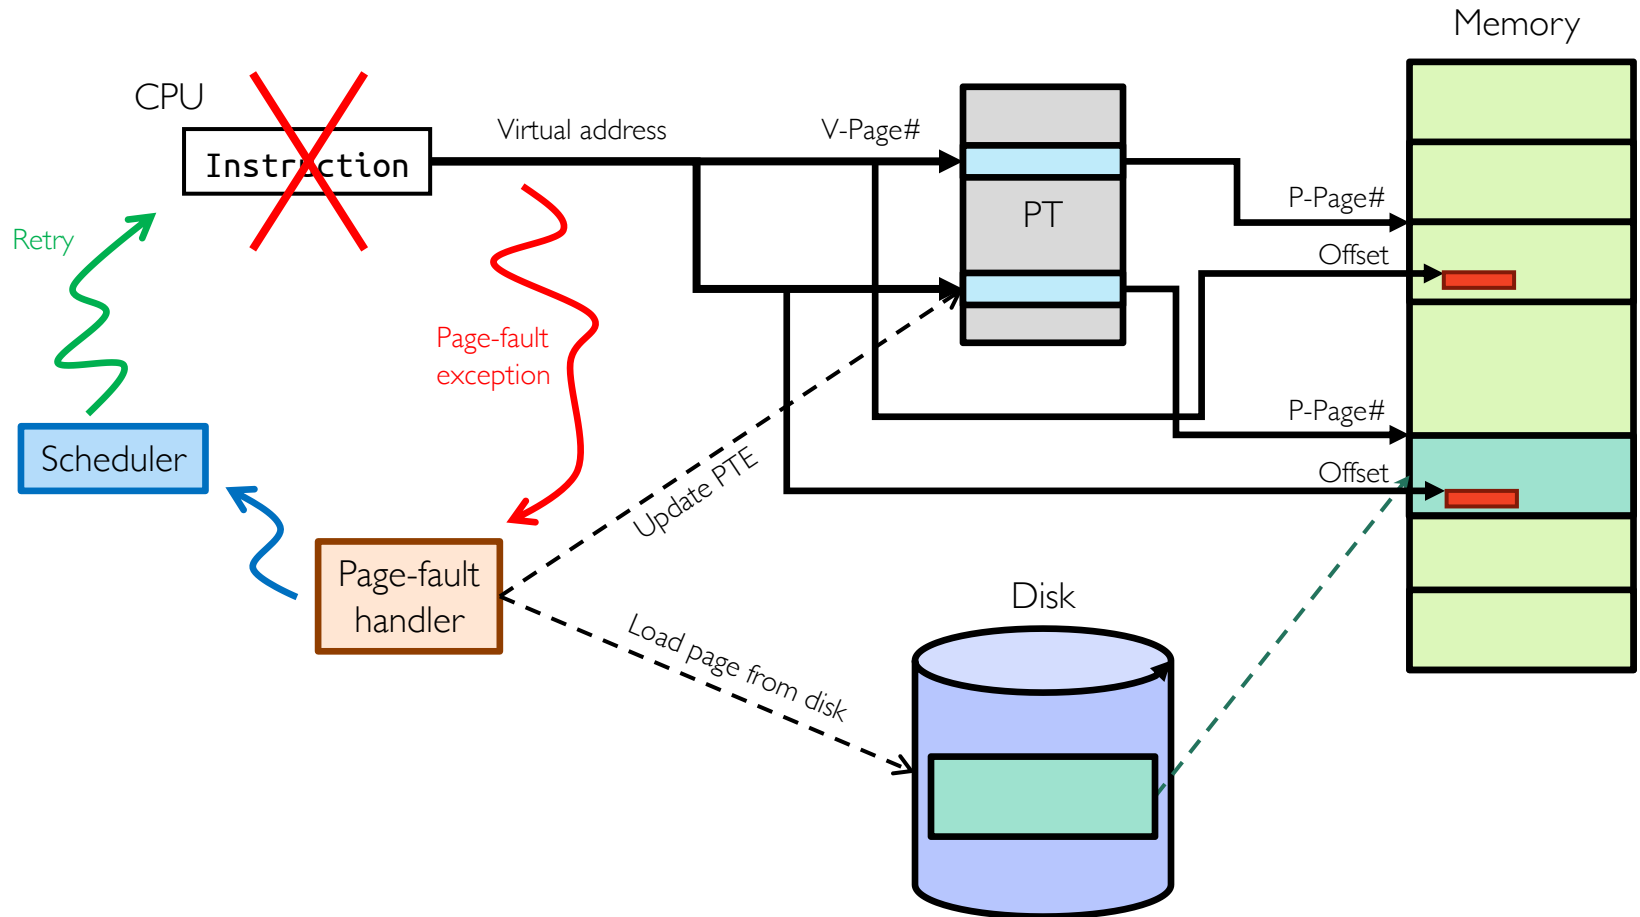 Memory
CPU
Instruction
Virtual address
V-Page#
PT
P-Page#
Offset
Retry
Page-fault
exception
P-Page#
Offset
Scheduler
Update PTE
Page-fault
handler
Load page from disk
Disk